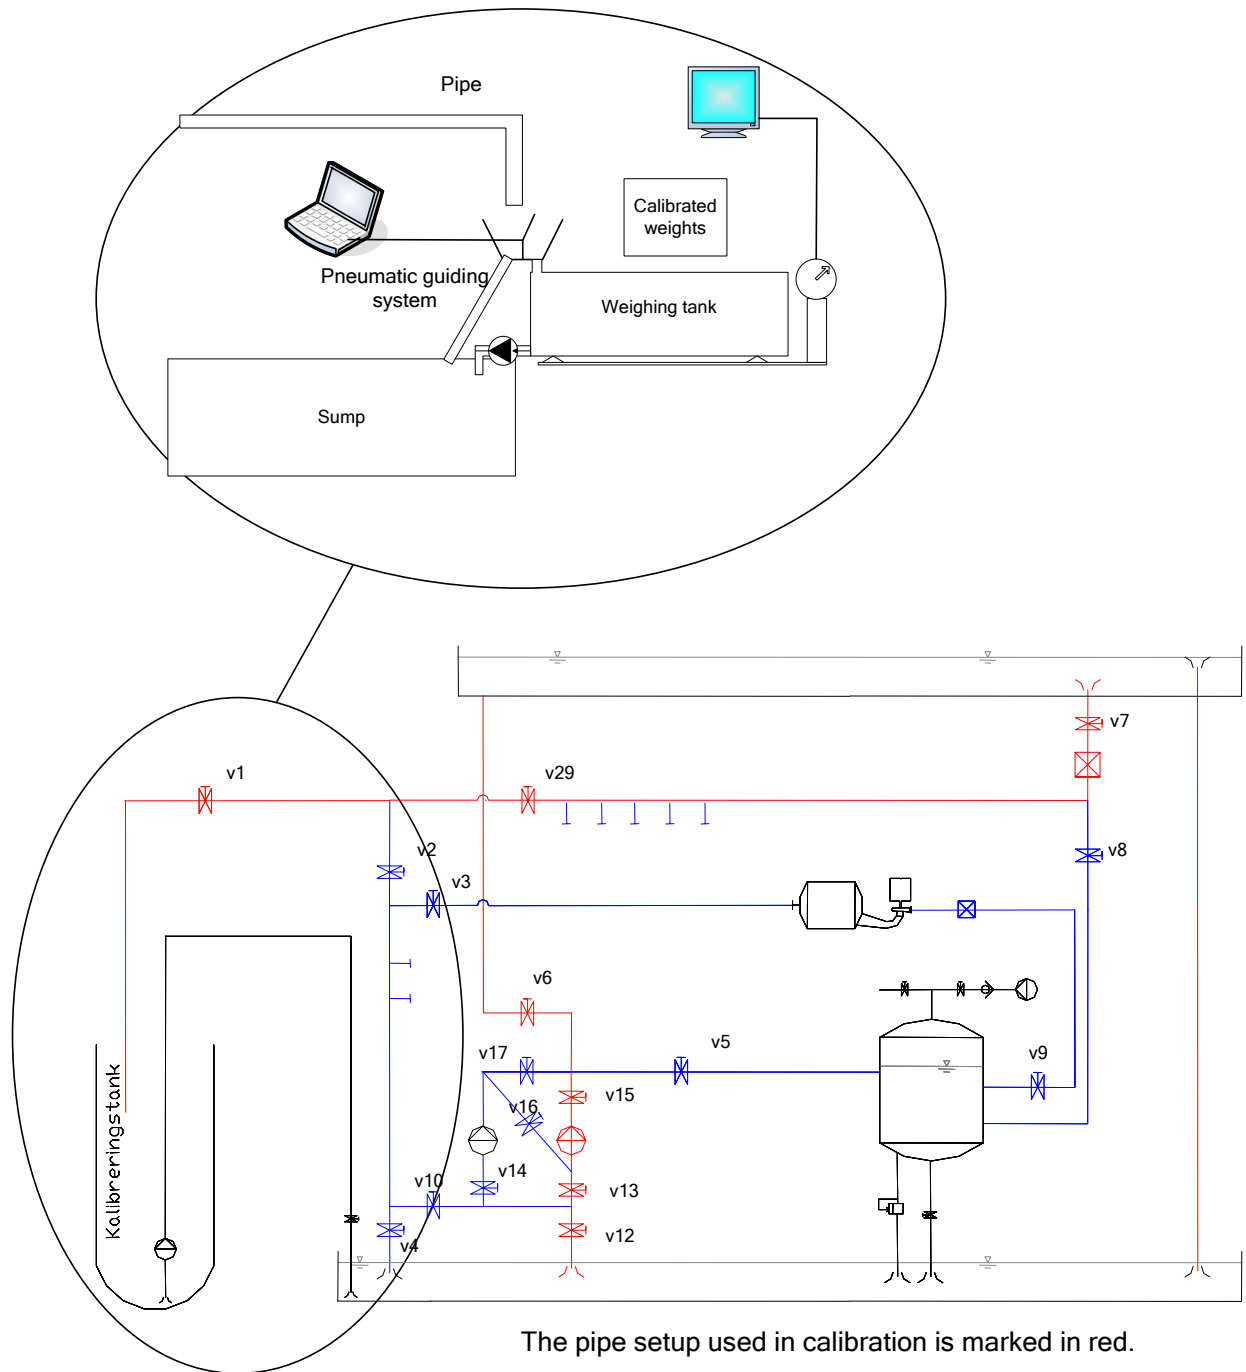 Pipe
Calibrated
weights
Pneumatic guiding
system
Weighing tank
Sump
v7
v1
v29
v2
v8
v3
v6
v17
v5
v9
v15
v16
Kalibreringstank
v14
v10
v13
v4
v12
The pipe setup used in calibration is marked in red.